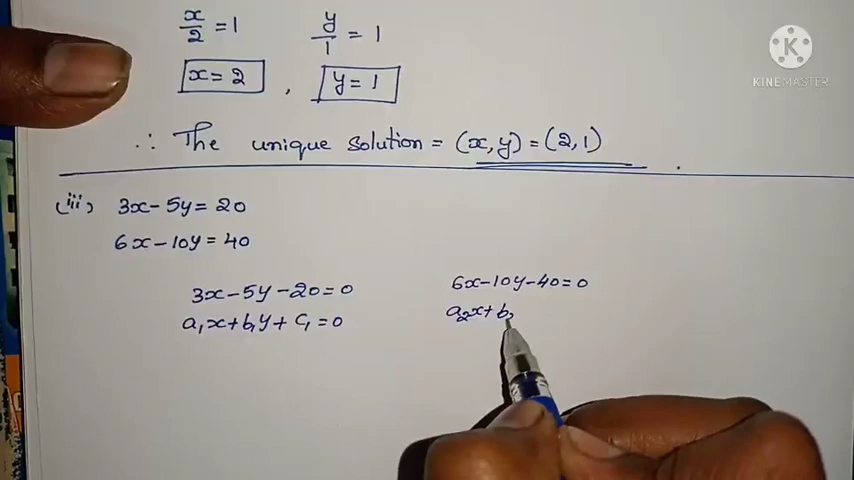 x/2 = 1    y/1 = 1
x = 2 , y = 1
∴ The unique solution = (x, y) = (2, 1)
(iii) 3x - 5y = 20
6x - 10y = 40
3x - 5y - 20 = 0    6x - 10y - 40 = 0
a₁x + b₁y + c₁ = 0    a₂x + b₂
K
KINEMASTER